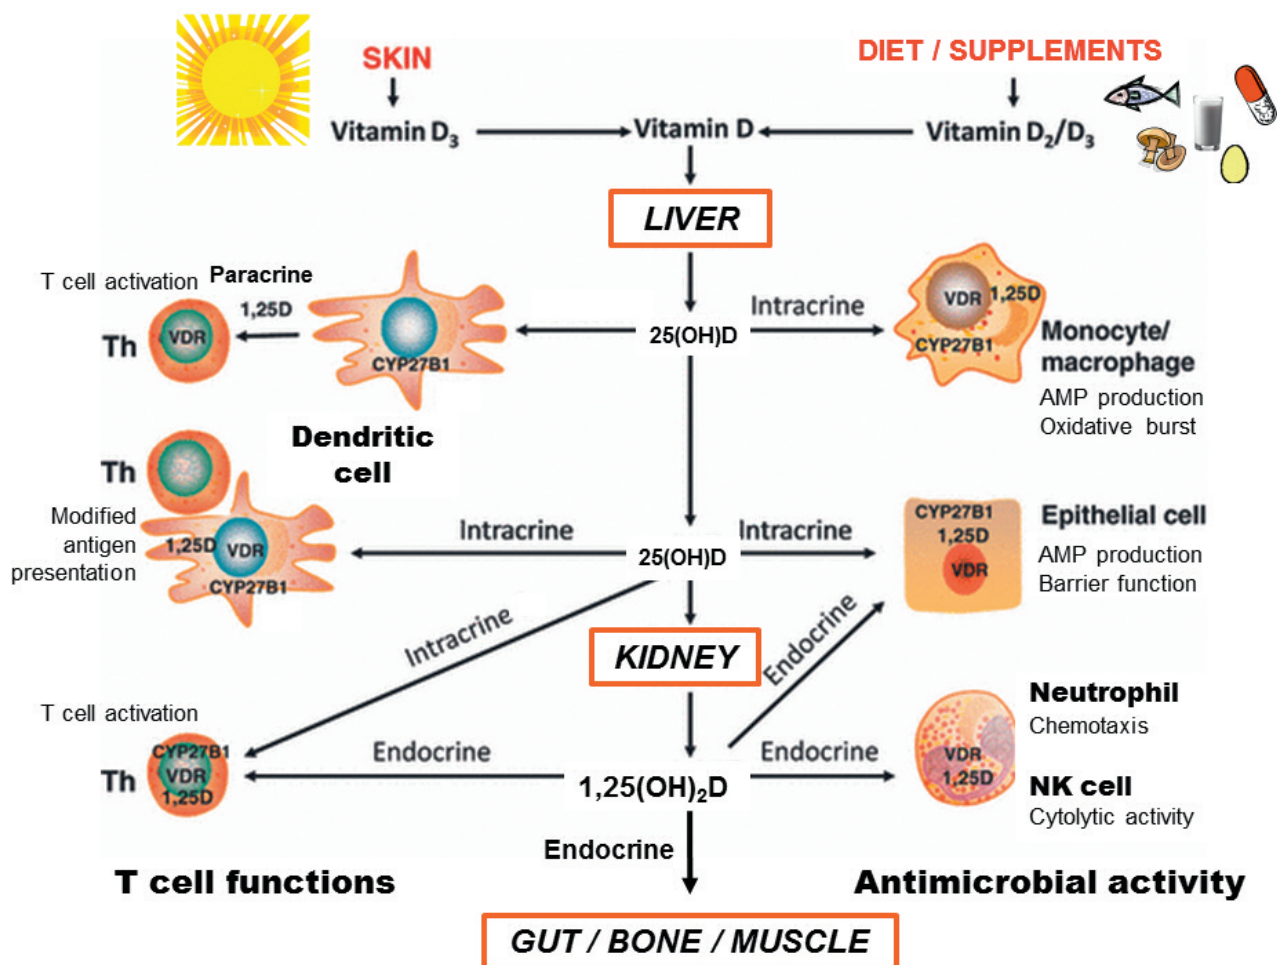 SKIN
DIET / SUPPLEMENTS
Vitamin D₃
Vitamin D
Vitamin D₂/D₃
LIVER
T cell activation
Paracrine
1,25D
Th
VDR
CYP27B1
Dendritic
cell
25(OH)D
Intracrine
VDR
1,25D
CYP27B1
Monocyte/
macrophage
AMP production
Oxidative burst
Th
Modified
antigen
presentation
1,25D
VDR
CYP27B1
Intracrine
25(OH)D
Intracrine
CYP27B1
1,25D
VDR
Epithelial cell
AMP production
Barrier function
Intracrine
KIDNEY
Endocrine
T cell activation
Th
CYP27B1
VDR
1,25D
Endocrine
1,25(OH)₂D
Endocrine
VDR
1,25D
Neutrophil
Chemotaxis
NK cell
Cytolytic activity
Endocrine
T cell functions
Antimicrobial activity
GUT / BONE / MUSCLE